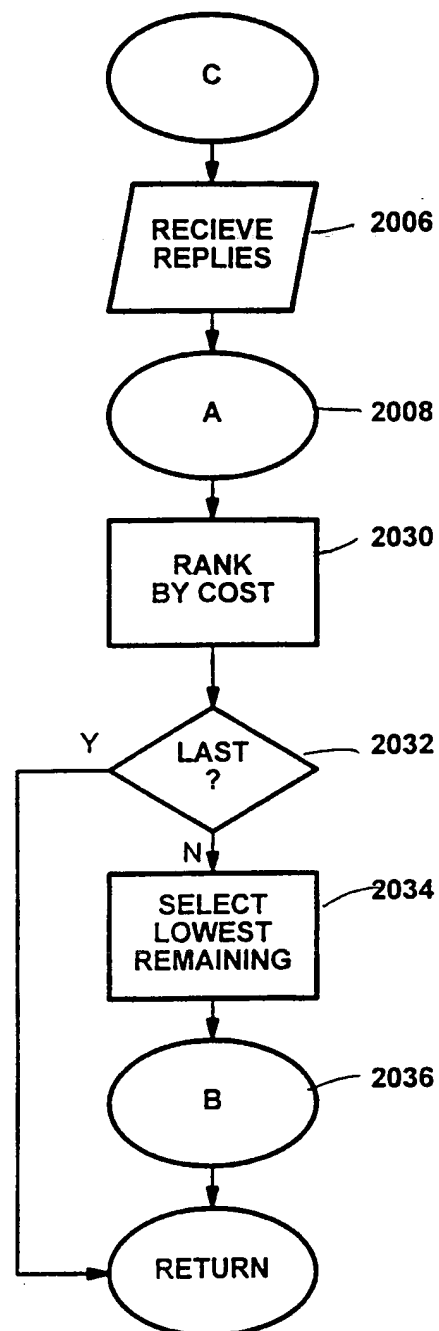 C
RECIEVE
REPLIES
2006
A
2008
RANK
BY COST
2030
LAST
?
2032
Y
N
SELECT
LOWEST
REMAINING
2034
B
2036
RETURN